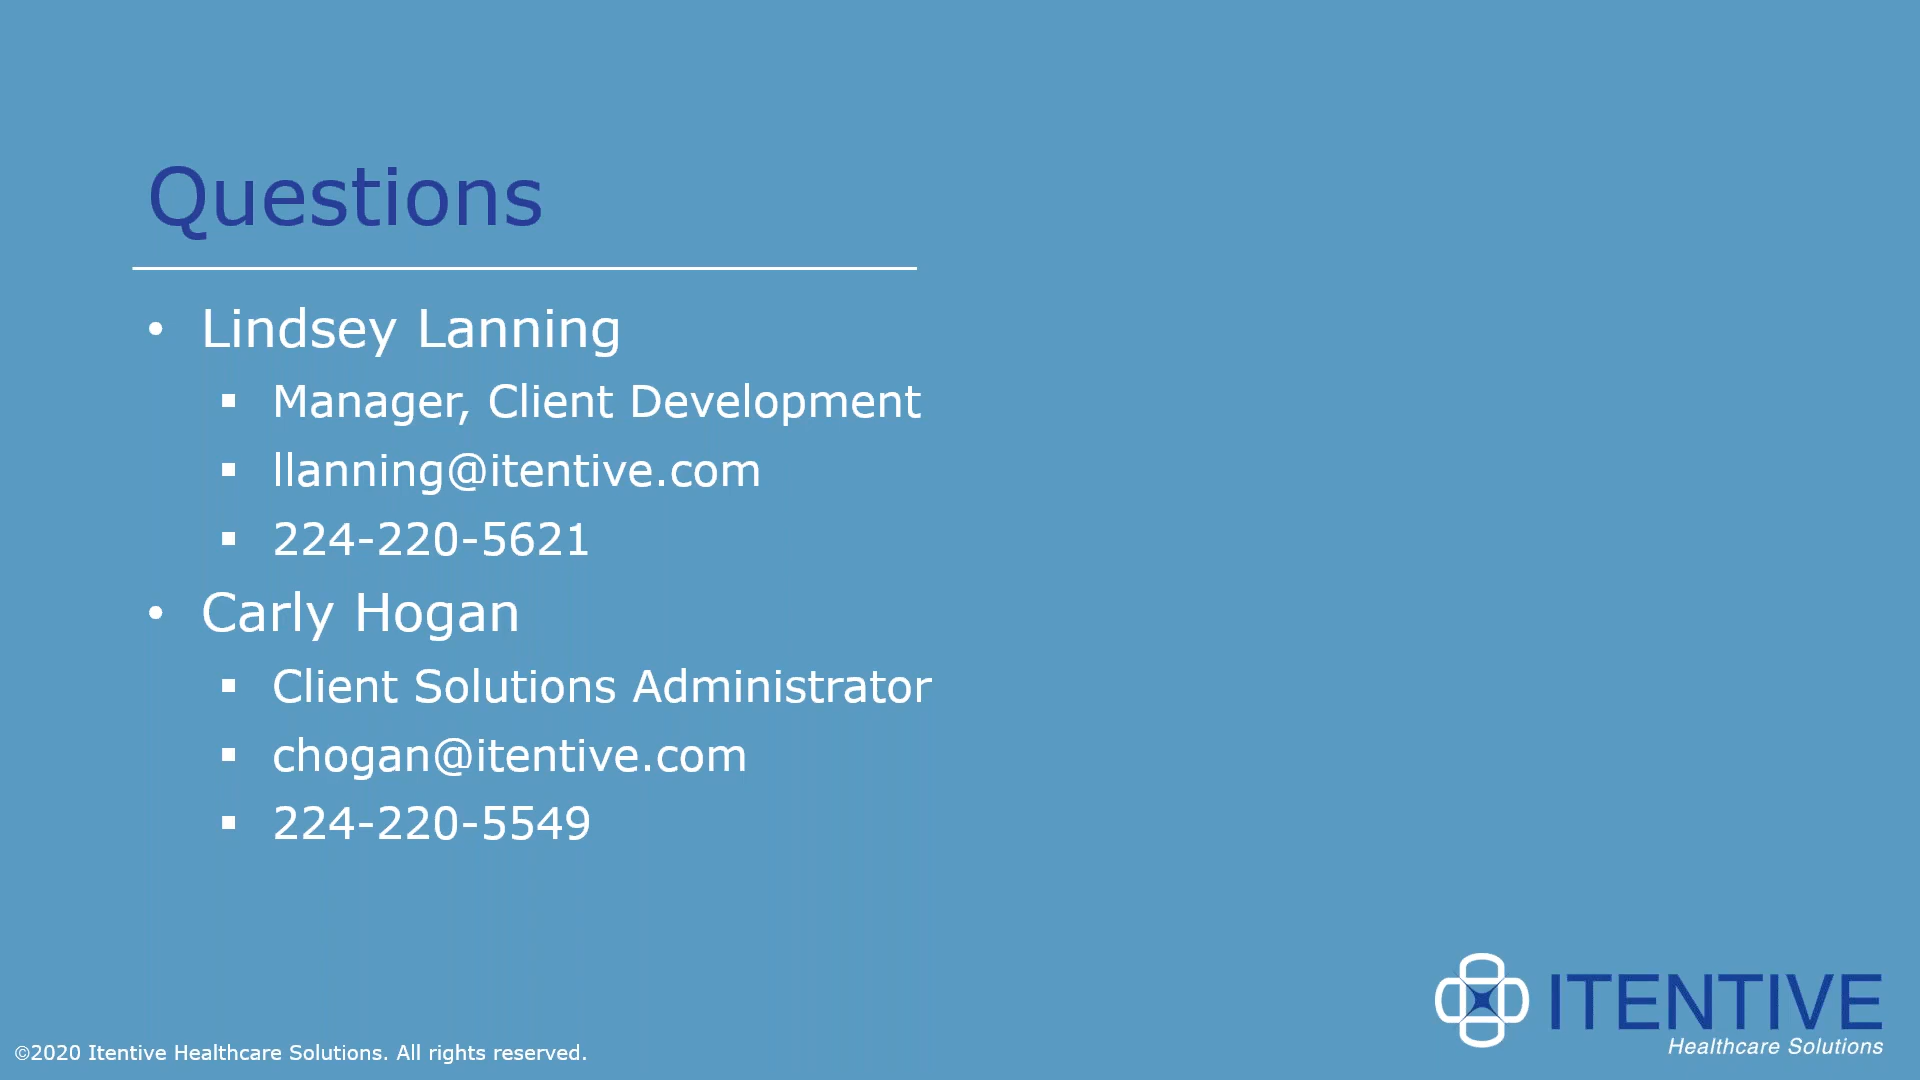 Questions
• Lindsey Lanning
▪ Manager, Client Development
▪ llanning@itentive.com
▪ 224-220-5621
• Carly Hogan
▪ Client Solutions Administrator
▪ chogan@itentive.com
▪ 224-220-5549
ITENTIVE
Healthcare Solutions
©2020 Itentive Healthcare Solutions. All rights reserved.